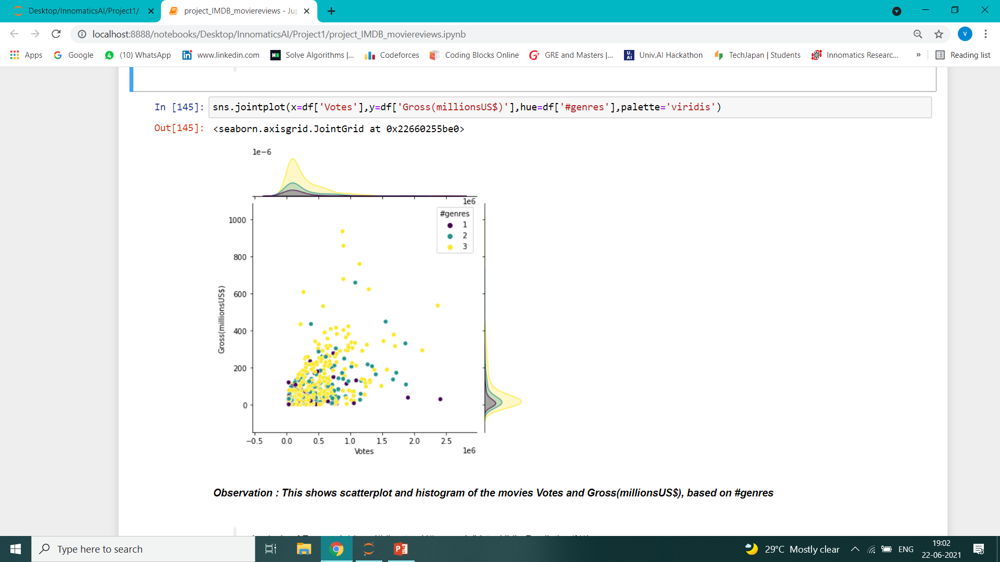 Desktop/InnomaticsAI/Project1/
project_IMDB_moviereviews - Jup
localhost:8888/notebooks/Desktop/InnomaticsAI/Project1/project_IMDB_moviereviews.ipynb
V
Apps Google (10) WhatsApp www.linkedin.com Solve Algorithms |... Codeforces Coding Blocks Online GRE and Masters |... Univ.AI Hackathon TechJapan | Students Innomatics Researc... » Reading list
In [145]: sns.jointplot(x=df['Votes'],y=df['Gross(millionsUS$)'],hue=df['#genres'],palette='viridis')
Out[145]: <seaborn.axisgrid.JointGrid at 0x22660255be0>
1e−6
1e6
#genres
1
2
3
1000
800
600
400
200
0
Gross(millionsUS$)
−0.5 0.0 0.5 1.0 1.5 2.0 2.5
Votes
1e6
Observation : This shows scatterplot and histogram of the movies Votes and Gross(millionsUS$), based on #genres
Type here to search
29°C Mostly clear
ENG
19:02
22-06-2021